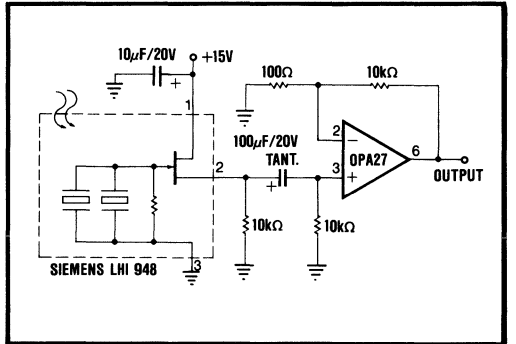 10μF/20V
+15V
+
1
100Ω
10kΩ
100μF/20V
TANT.
2
2
−
OPA27
6
+
3
+
OUTPUT
10kΩ
10kΩ
3
SIEMENS LHI 948